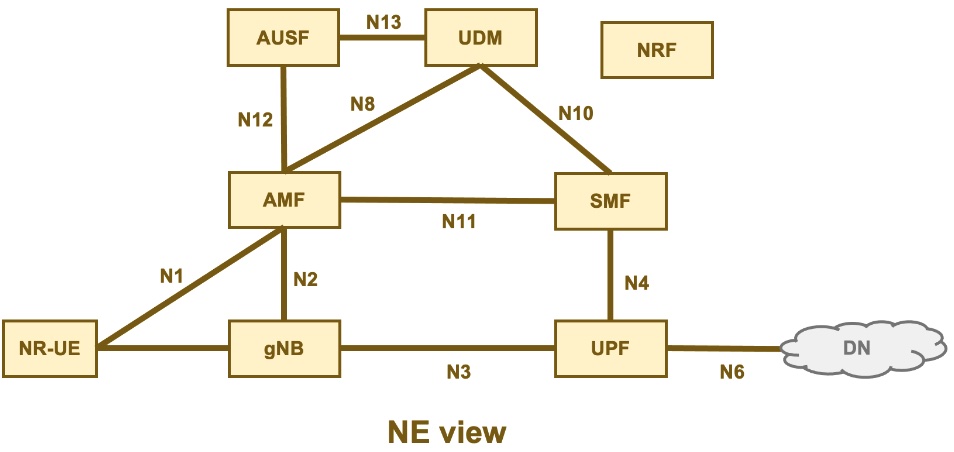 N13
AUSF
UDM
NRF
N8
N12
N10
AMF
SMF
N11
N1
N2
N4
NR-UE
gNB
UPF
DN
N3
N6
NE view